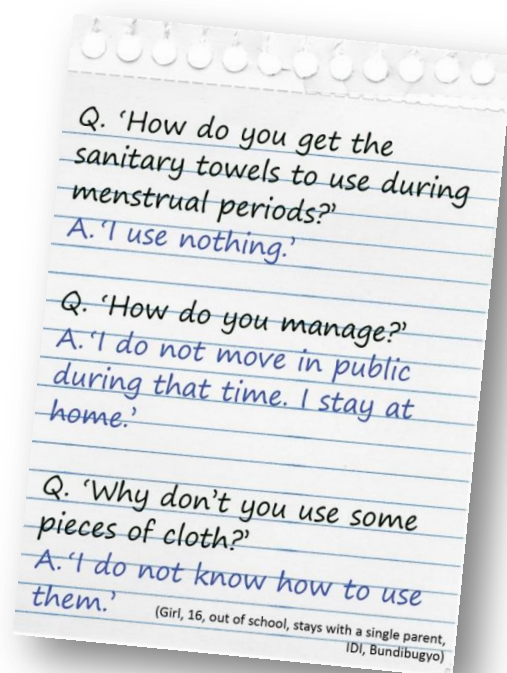 Q. ‘How do you get the
sanitary towels to use during
menstrual periods?’
A. ‘I use nothing.’
Q. ‘How do you manage?’
A. ‘I do not move in public
during that time. I stay at
home.’
Q. ‘Why don’t you use some
pieces of cloth?’
A. ‘I do not know how to use
them.’
(Girl, 16, out of school, stays with a single parent,
IDI, Bundibugyo)